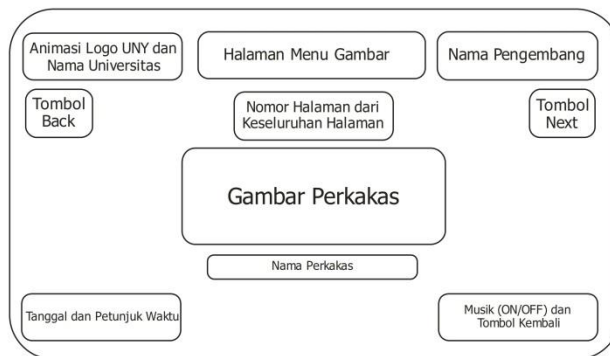 Animasi Logo UNY dan
Nama Universitas
Halaman Menu Gambar
Nama Pengembang
Tombol
Back
Nomor Halaman dari
Keseluruhan Halaman
Tombol
Next
Gambar Perkakas
Nama Perkakas
Tanggal dan Petunjuk Waktu
Musik (ON/OFF) dan
Tombol Kembali